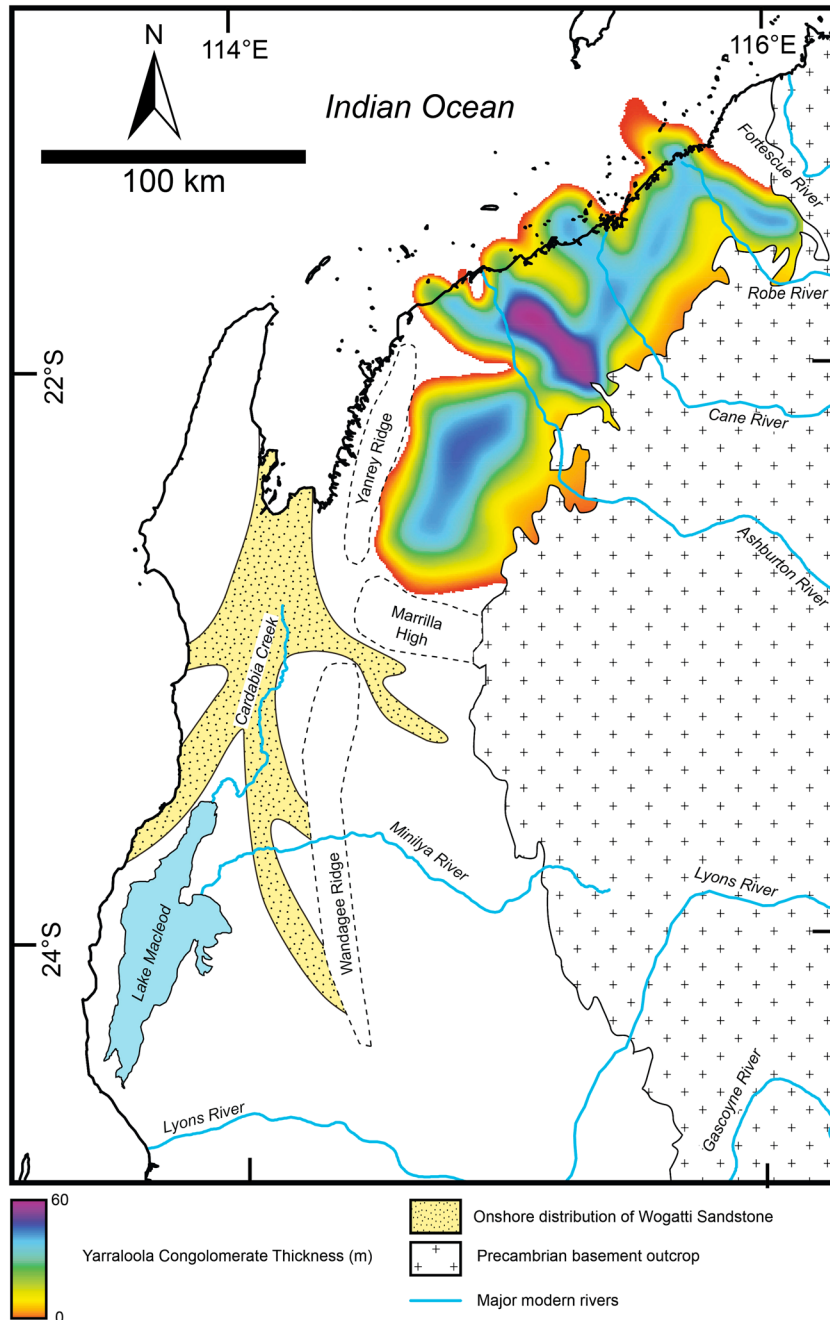 114°E
116°E
N
Indian Ocean
100 km
Fortescue River
Robe River
22°S
Cane River
Yanrey Ridge
Ashburton River
Marrilla
High
Cardabia Creek
Minilya River
Lyons River
Wandagee Ridge
24°S
Lake Macleod
Gascoyne River
Lyons River
60
Yarraloola Congolomerate Thickness (m)
0
Onshore distribution of Wogatti Sandstone
Precambrian basement outcrop
Major modern rivers